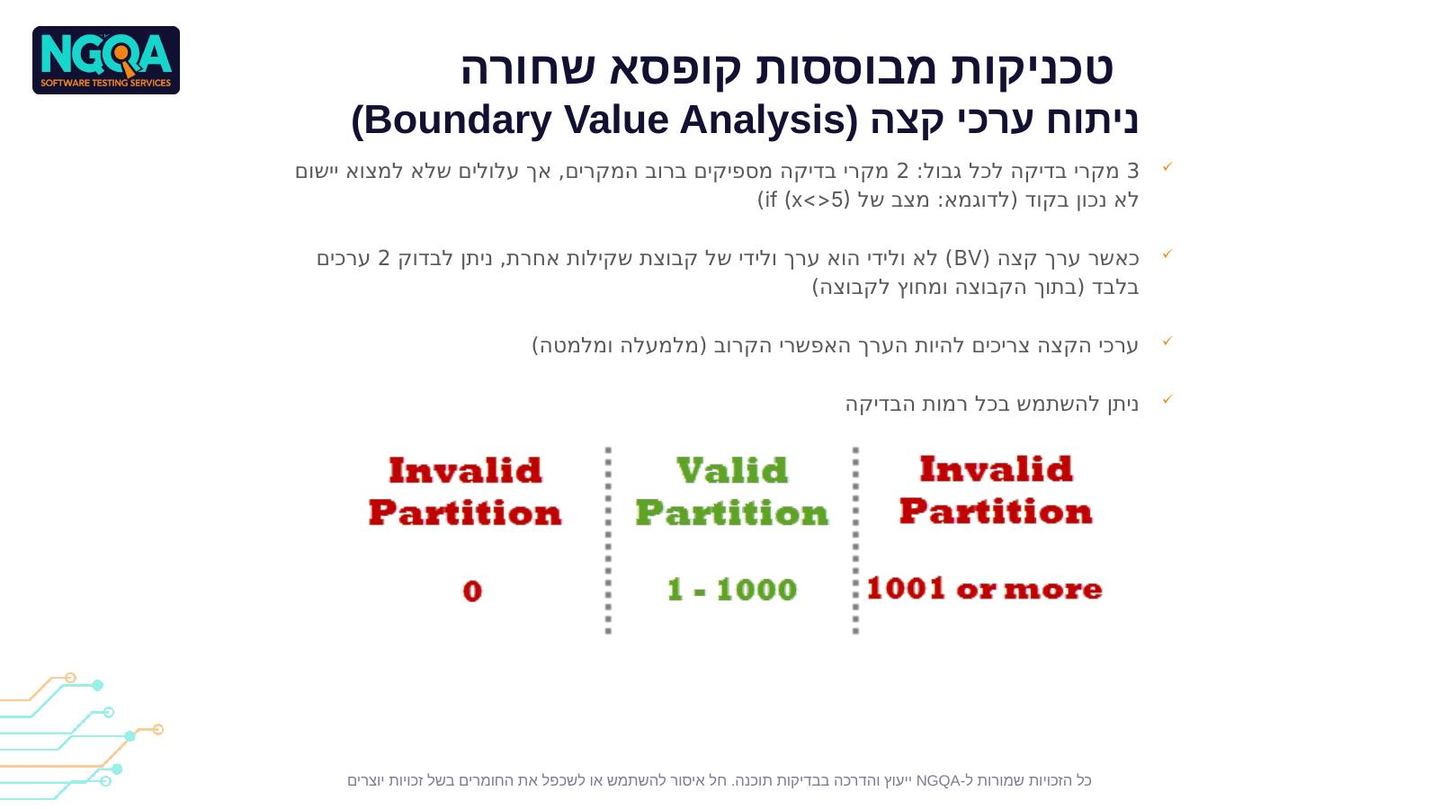 NGQA
SOFTWARE TESTING SERVICES
טכניקות מבוססות קופסא שחורה
ניתוח ערכי קצה (Boundary Value Analysis)
3 מקרי בדיקה לכל גבול: 2 מקרי בדיקה מספיקים ברוב המקרים, אך עלולים שלא למצוא יישום
לא נכון בקוד (לדוגמא: מצב של if (x<>5))
כאשר ערך קצה (BV) לא ולידי הוא ערך ולידי של קבוצת שקילות אחרת, ניתן לבדוק 2 ערכים
בלבד (בתוך הקבוצה ומחוץ לקבוצה)
ערכי הקצה צריכים להיות הערך האפשרי הקרוב (מלמעלה ומלמטה)
ניתן להשתמש בכל רמות הבדיקה
Invalid Valid Invalid
Partition Partition Partition
0 1 - 1000 1001 or more
כל הזכויות שמורות ל-NGQA ייעוץ והדרכה בבדיקות תוכנה. חל איסור להשתמש או לשכפל את החומרים בשל זכויות יוצרים